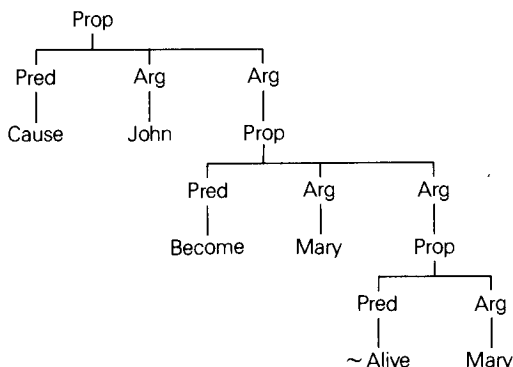 Prop
Pred Arg Arg
Cause John Prop
Pred Arg Arg
Become Mary Prop
Pred Arg
~Alive Mary